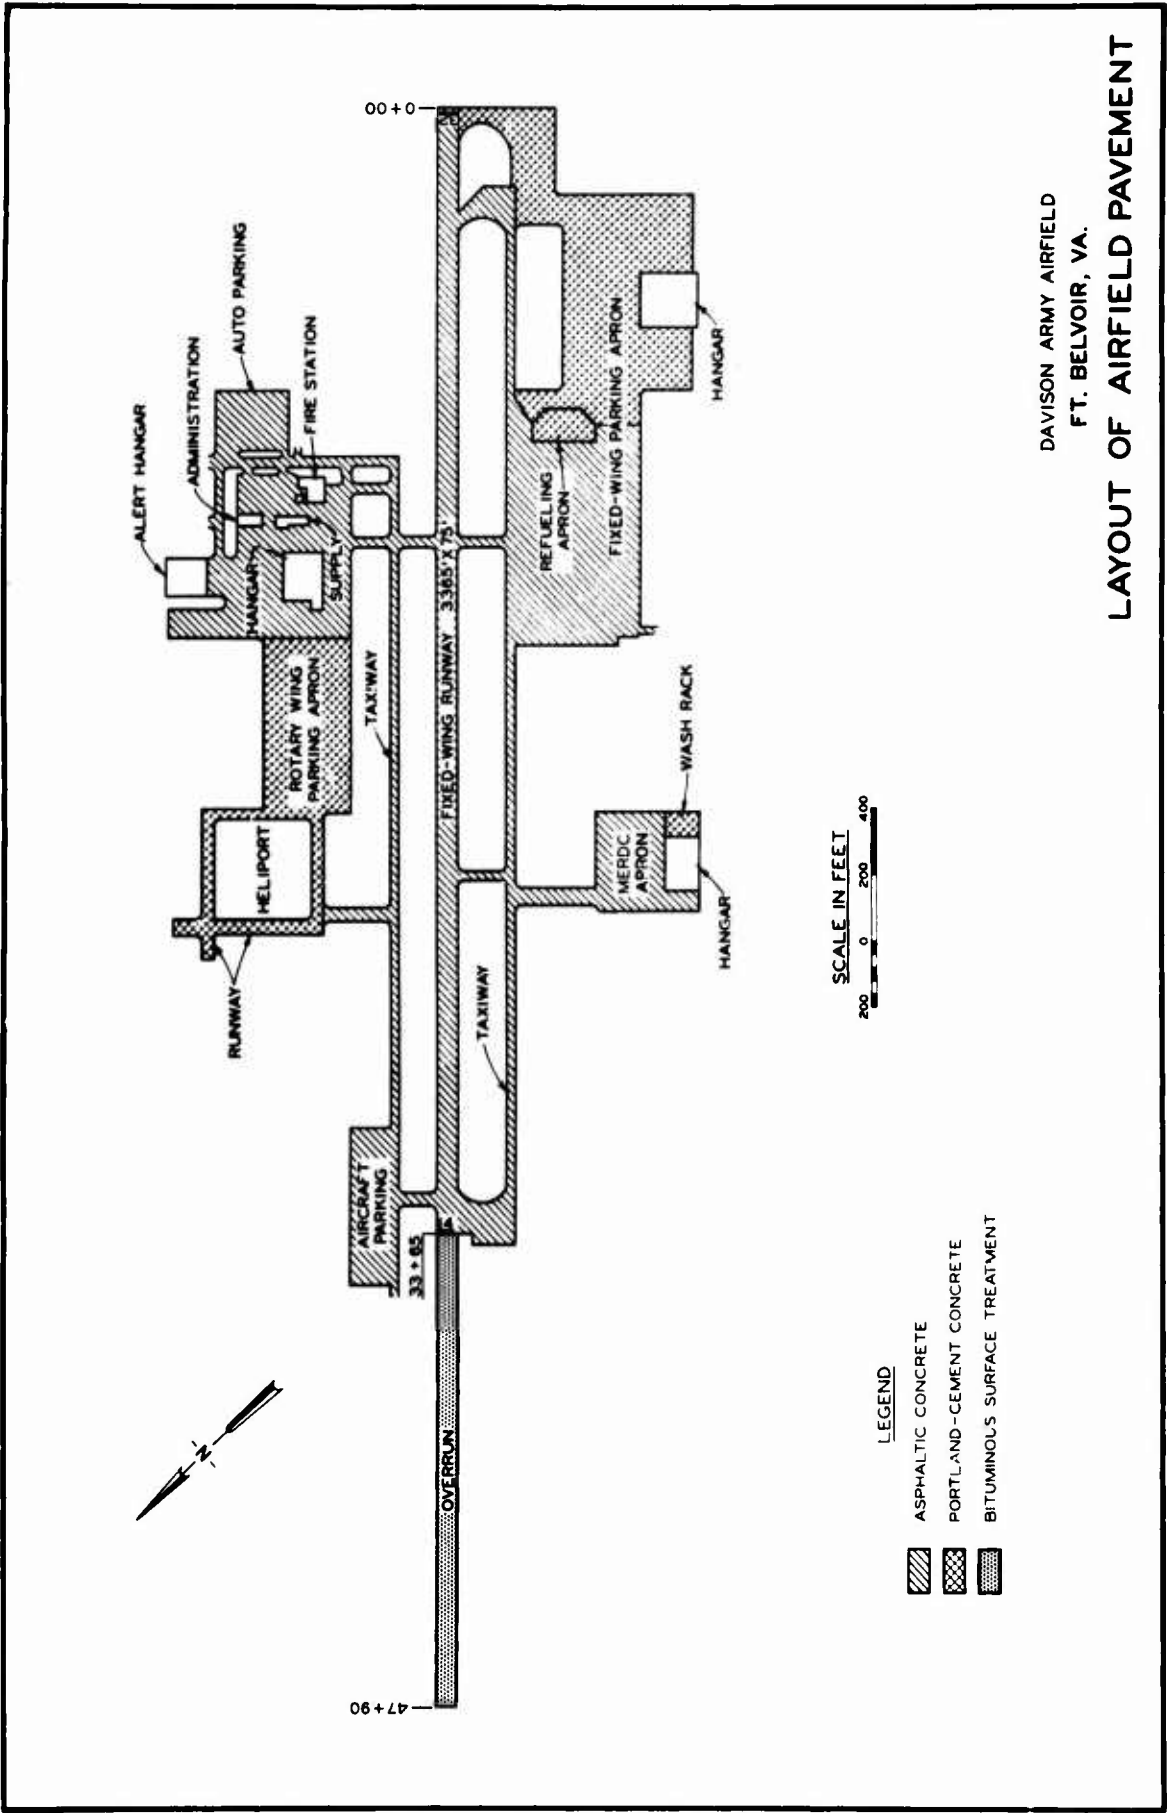 ALERT HANGAR
ADMINISTRATION
AUTO PARKING
FIRE STATION
HANGAR
SUPPLY
ROTARY WING
PARKING APRON
HELIPORT
RUNWAY
TAXIWAY
AIRCRAFT
PARKING
33+65
0+00
32
14
FIXED-WING RUNWAY 3365' X 75'
OVERRUN
47+90
N
TAXIWAY
REFUELING
APRON
FIXED-WING PARKING APRON
HANGAR
MERDC
APRON
WASH RACK
HANGAR
SCALE IN FEET
200 0 200 400
LEGEND
ASPHALTIC CONCRETE
PORTLAND-CEMENT CONCRETE
BITUMINOUS SURFACE TREATMENT
DAVISON ARMY AIRFIELD
FT. BELVOIR, VA.
LAYOUT OF AIRFIELD PAVEMENT